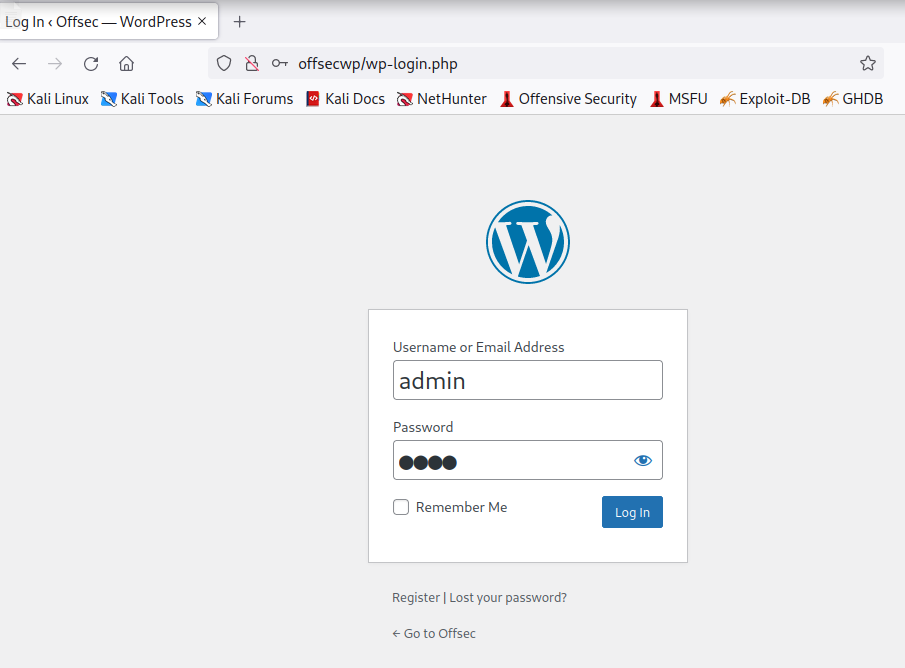 Log In ‹ Offsec — WordPress
offsecwp/wp-login.php
Kali Linux Kali Tools Kali Forums Kali Docs NetHunter Offensive Security MSFU Exploit-DB GHDB
Username or Email Address
admin
Password
Remember Me Log In
Register | Lost your password?
← Go to Offsec